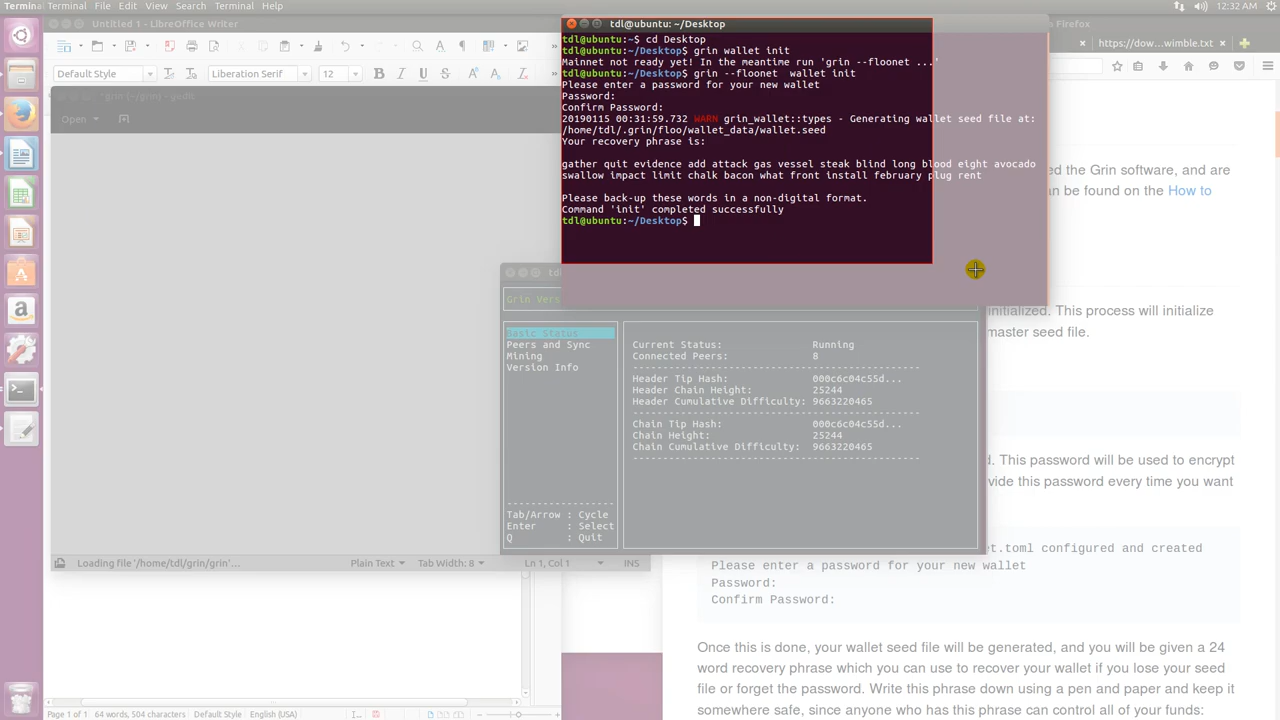 Terminal Terminal File Edit View Search Terminal Help
12:32 AM
Untitled 1 - LibreOffice Writer
tdl@ubuntu: ~/Desktop
Firefox
https://dow…wimble.txt
Default Style
Liberation Serif
12
*grin (~/grin) - gedit
Open
tdl@ubuntu:~$ cd Desktop
tdl@ubuntu:~/Desktop$ grin wallet init
Mainnet not ready yet! In the meantime run 'grin --floonet ...'
tdl@ubuntu:~/Desktop$ grin --floonet  wallet init
Please enter a password for your new wallet
Password:
Confirm Password:
20190115 00:31:59.732 WARN grin_wallet::types - Generating wallet seed file at:
/home/tdl/.grin/floo/wallet_data/wallet.seed
Your recovery phrase is:
gather quit evidence add attack gas vessel steak blind long blood eight avocado
swallow impact limit chalk bacon what front install february plug rent
Please back-up these words in a non-digital format.
Command 'init' completed successfully
tdl@ubuntu:~/Desktop$
td
Grin Vers
Basic Status
Peers and Sync
Mining
Version Info
Current Status: Running
Connected Peers: 8
Header Tip Hash: 000c6c04c55d...
Header Chain Height: 25244
Header Cumulative Difficulty: 9663220465
Chain Tip Hash: 000c6c04c55d...
Chain Height: 25244
Chain Cumulative Difficulty: 9663220465
Tab/Arrow : Cycle
Enter : Select
Q : Quit
Loading file '/home/tdl/grin/grin'…
Plain Text
Tab Width: 8
Ln 1, Col 1
INS
ed the Grin software, and are
an be found on the How to
initialized. This process will initialize
master seed file.
d. This password will be used to encrypt
vide this password every time you want
et.toml configured and created
Please enter a password for your new wallet
Password:
Confirm Password:
Once this is done, your wallet seed file will be generated, and you will be given a 24
word recovery phrase which you can use to recover your wallet if you lose your seed
file or forget the password. Write this phrase down using a pen and paper and keep it
somewhere safe, since anyone who has this phrase can control all of your funds:
Page 1 of 1
64 words, 504 characters
Default Style
English (USA)